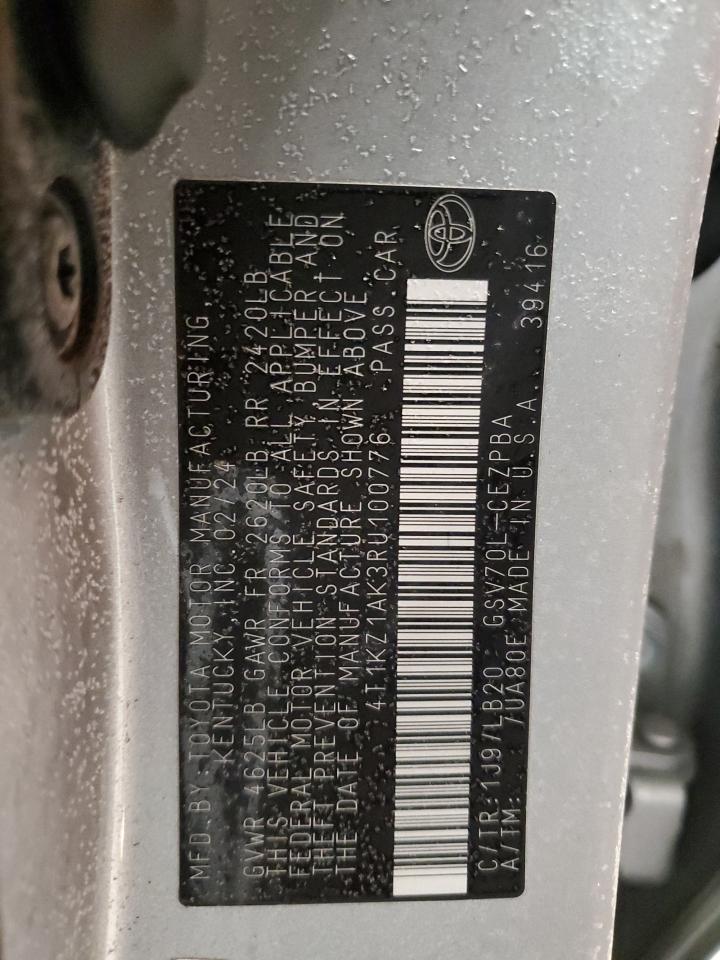 MFD. BY: TOYOTA MOTOR MANUFACTURING,
KENTUCKY, INC. 02/24
GVWR 4625LB GAWR FR 2620LB RR 2420LB
THIS VEHICLE CONFORMS TO ALL APPLICABLE
FEDERAL MOTOR VEHICLE SAFETY, BUMPER AND
THEFT PREVENTION STANDARDS IN EFFECT ON
THE DATE OF MANUFACTURE SHOWN ABOVE
4T1KZ1AK3RU100776 PASS CAR
C/TR: 1J9 /LB20 GSV70L-CEZPBA
A/TM: /UA80E MADE IN U.S.A. 39416